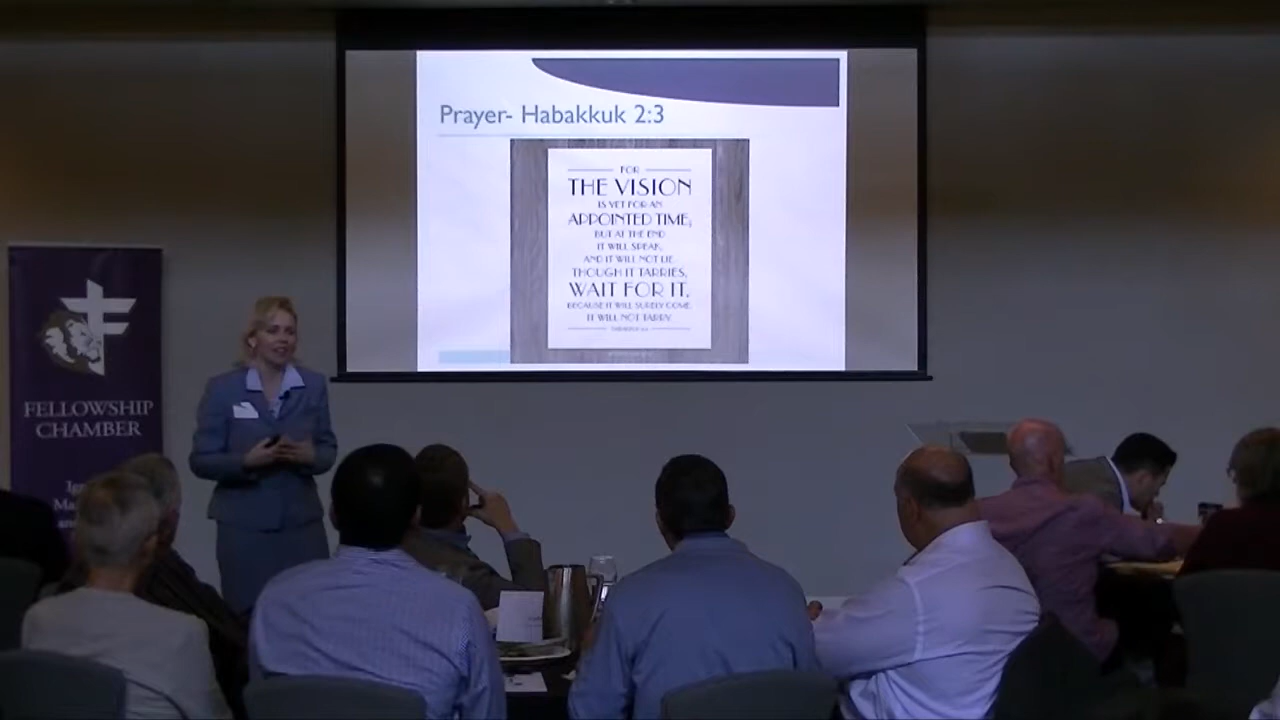 Prayer- Habakkuk 2:3
FOR
THE VISION
IS YET FOR AN
APPOINTED TIME;
BUT AT THE END
IT WILL SPEAK,
AND IT WILL NOT LIE.
THOUGH IT TARRIES,
WAIT FOR IT,
BECAUSE IT WILL SURELY COME,
IT WILL NOT TARRY.
FELLOWSHIP
CHAMBER